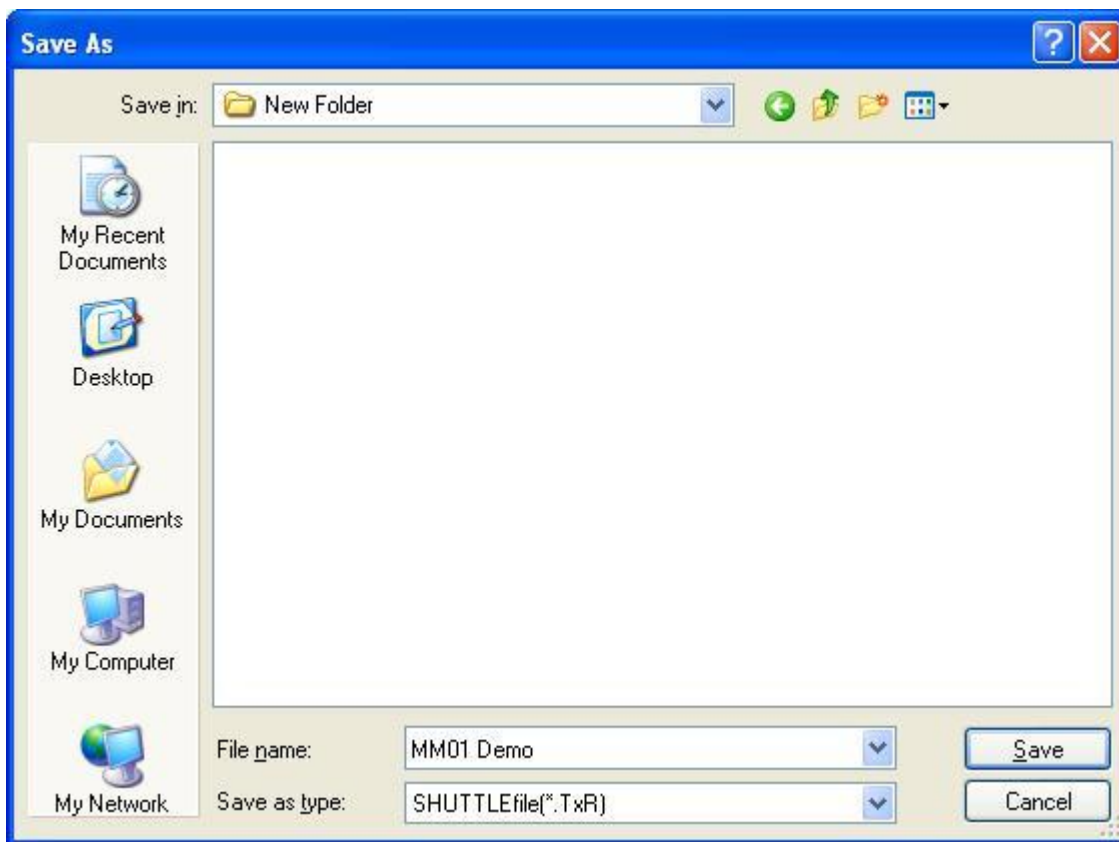 Save As
Save in:
New Folder
My Recent
Documents
Desktop
My Documents
My Computer
My Network
File name:
MM01 Demo
Save
Save as type:
SHUTTLEfile(*.TxR)
Cancel